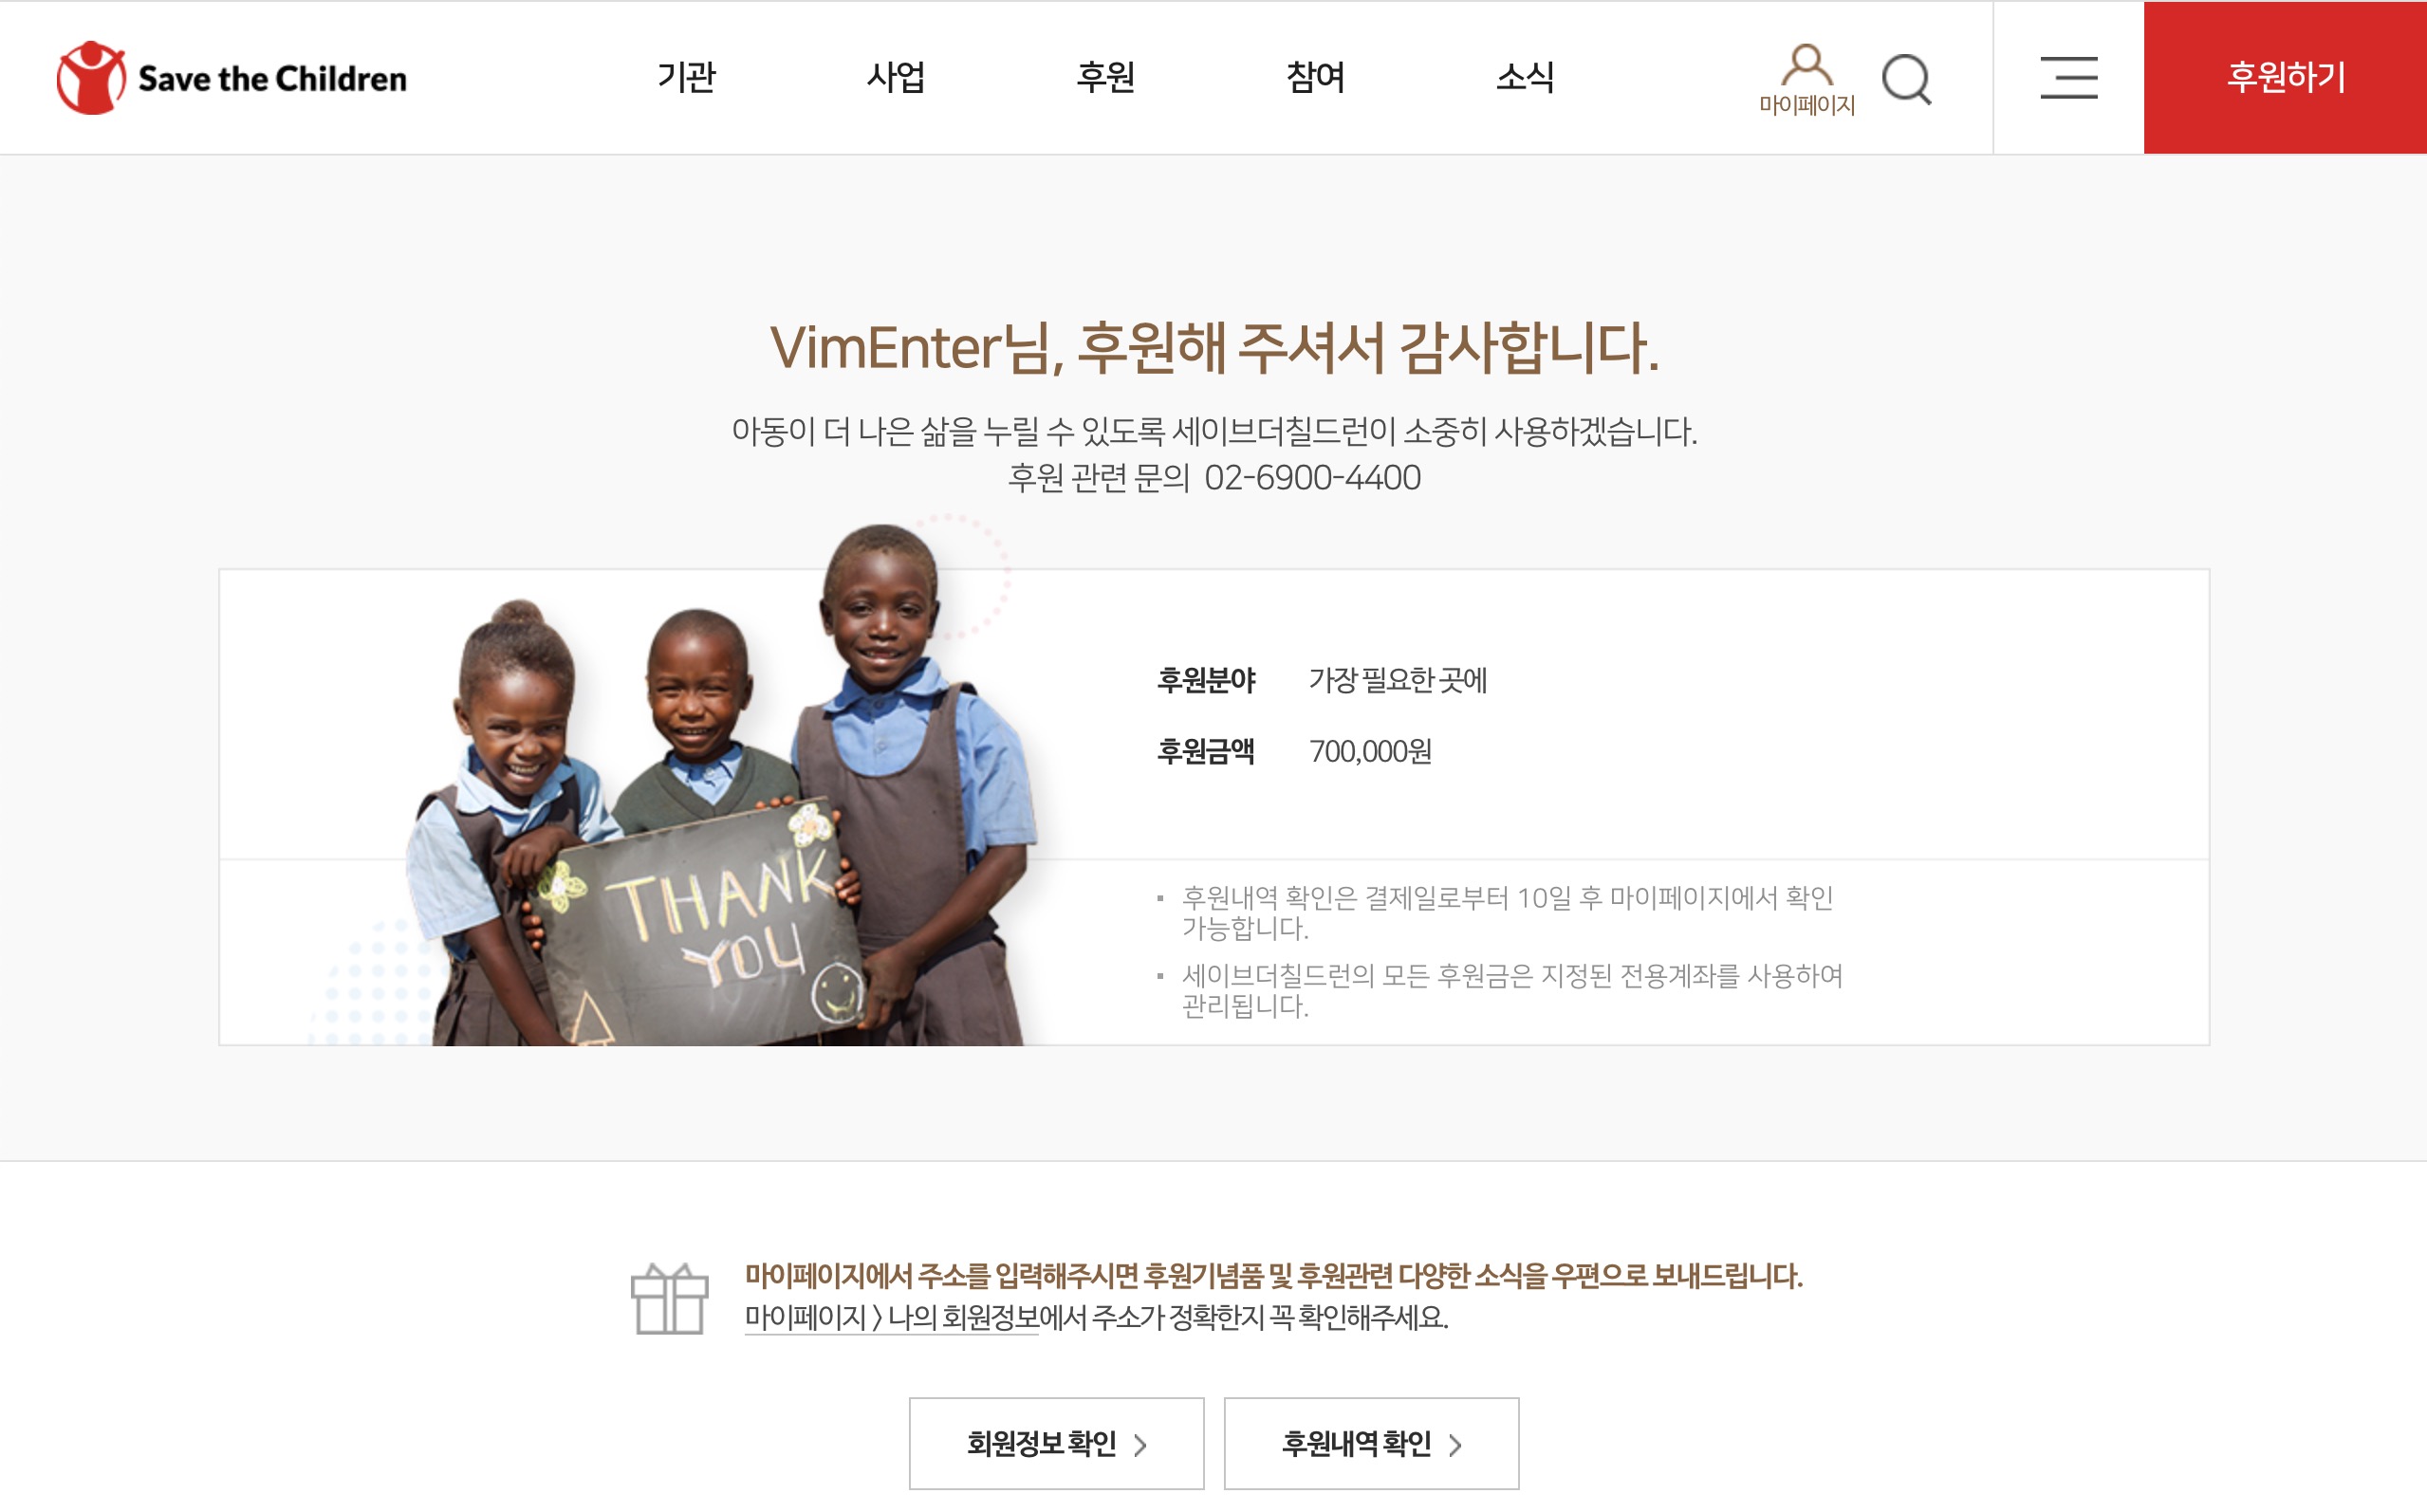 Save the Children
기관
사업
후원
참여
소식
마이페이지
후원하기
VimEnter님, 후원해 주셔서 감사합니다.
아동이 더 나은 삶을 누릴 수 있도록 세이브더칠드런이 소중히 사용하겠습니다.
후원 관련 문의 02-6900-4400
THANK
YOU
후원분야 가장 필요한 곳에
후원금액 700,000원
후원내역 확인은 결제일로부터 10일 후 마이페이지에서 확인
가능합니다.
세이브더칠드런의 모든 후원금은 지정된 전용계좌를 사용하여
관리됩니다.
마이페이지에서 주소를 입력해주시면 후원기념품 및 후원관련 다양한 소식을 우편으로 보내드립니다.
마이페이지 > 나의 회원정보에서 주소가 정확한지 꼭 확인해주세요.
회원정보 확인 >
후원내역 확인 >